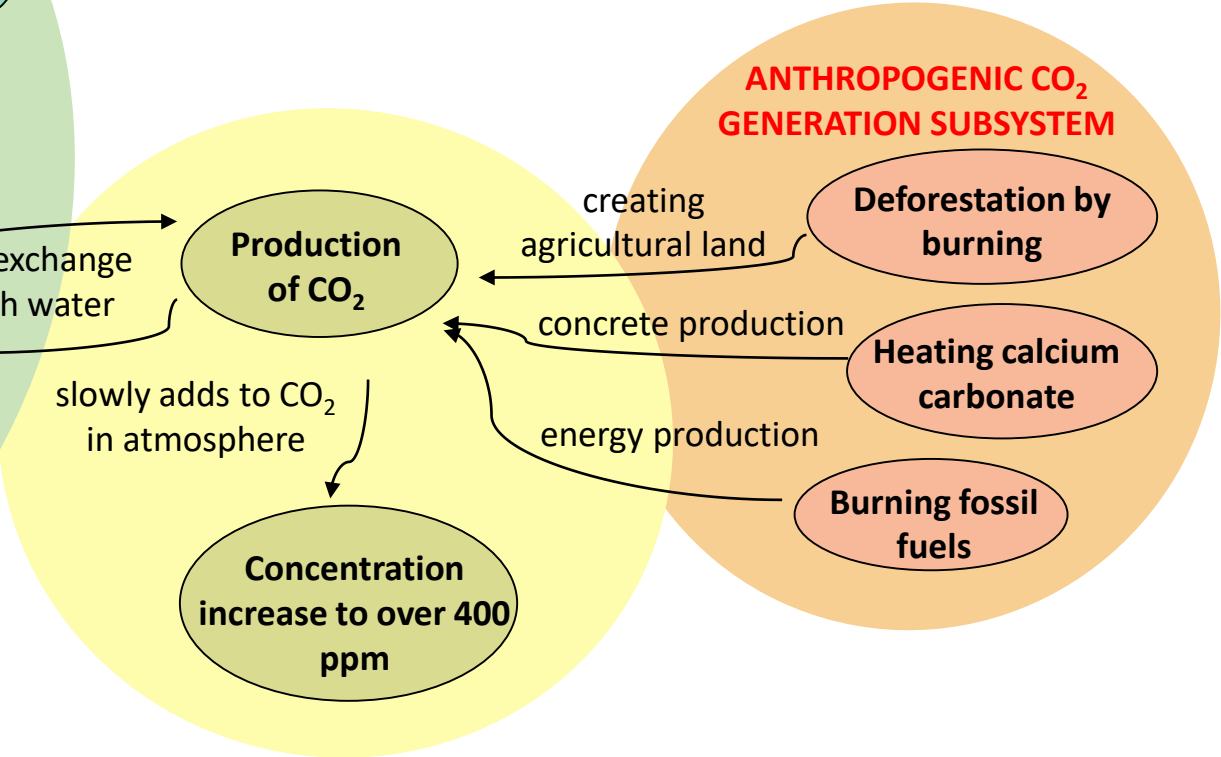 ANTHROPOGENIC CO₂
GENERATION SUBSYSTEM
Deforestation by
burning
creating
agricultural land
Production
of CO₂
exchange
h water
concrete production
Heating calcium
carbonate
slowly adds to CO₂
in atmosphere
energy production
Burning fossil
fuels
Concentration
increase to over 400
ppm